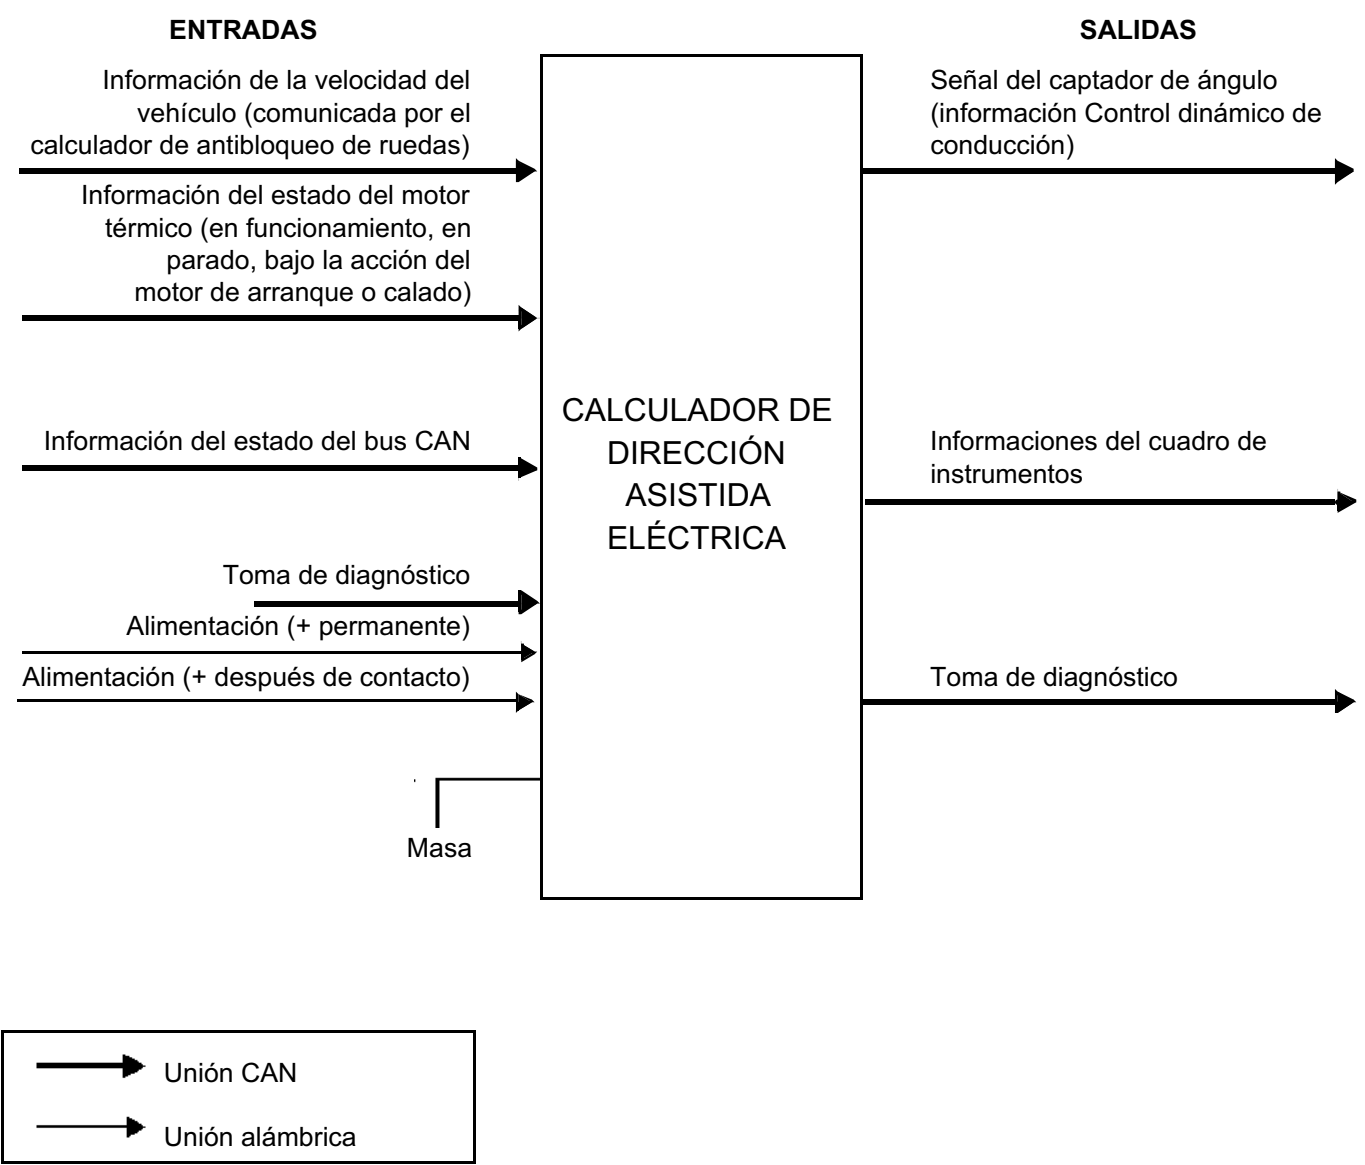 ENTRADAS
Información de la velocidad del
vehículo (comunicada por el
calculador de antibloqueo de ruedas)
Información del estado del motor
térmico (en funcionamiento, en
parado, bajo la acción del
motor de arranque o calado)
Información del estado del bus CAN
Toma de diagnóstico
Alimentación (+ permanente)
Alimentación (+ después de contacto)
Masa
CALCULADOR DE
DIRECCIÓN
ASISTIDA
ELÉCTRICA
SALIDAS
Señal del captador de ángulo
(información Control dinámico de
conducción)
Informaciones del cuadro de
instrumentos
Toma de diagnóstico
Unión CAN
Unión alámbrica